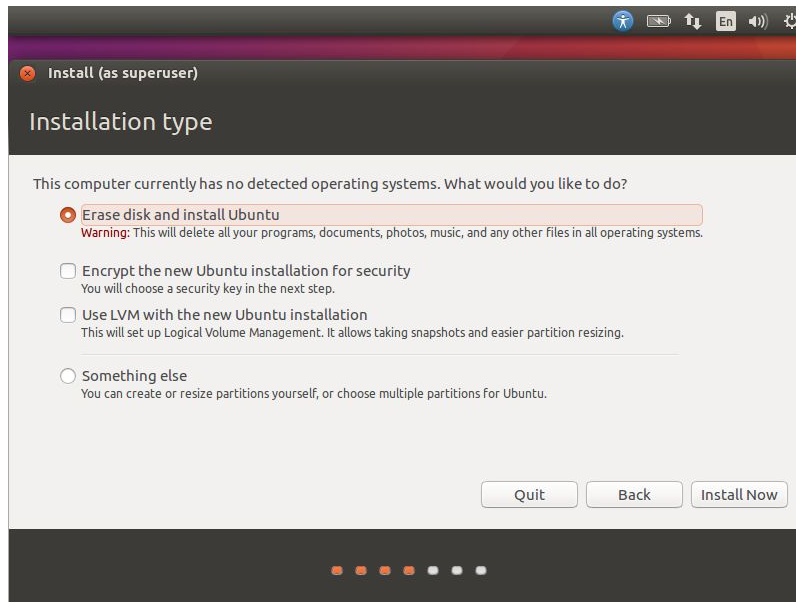 En
Install (as superuser)
Installation type
This computer currently has no detected operating systems. What would you like to do?
Erase disk and install Ubuntu
Warning: This will delete all your programs, documents, photos, music, and any other files in all operating systems.
Encrypt the new Ubuntu installation for security
You will choose a security key in the next step.
Use LVM with the new Ubuntu installation
This will set up Logical Volume Management. It allows taking snapshots and easier partition resizing.
Something else
You can create or resize partitions yourself, or choose multiple partitions for Ubuntu.
Quit Back Install Now